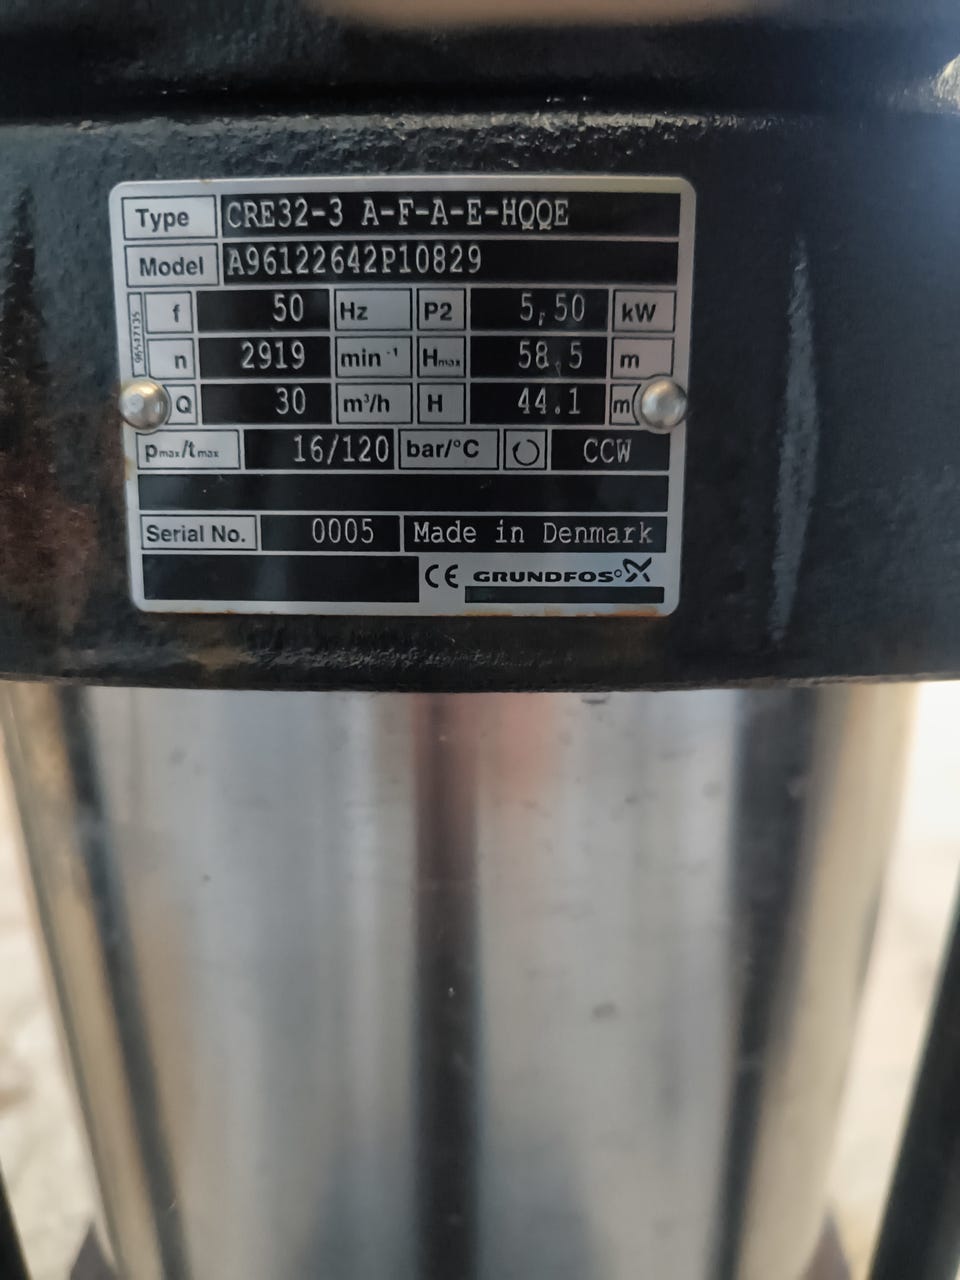 Type CRE32-3 A-F-A-E-HQQE
Model A96122642P10829
f 50 Hz P2 5,50 kW
96547135
n 2919 min⁻¹ Hmax 58,5 m
Q 30 m³/h H 44.1 m
pmax/tmax 16/120 bar/°C CCW
Serial No. 0005 Made in Denmark
CE GRUNDFOS